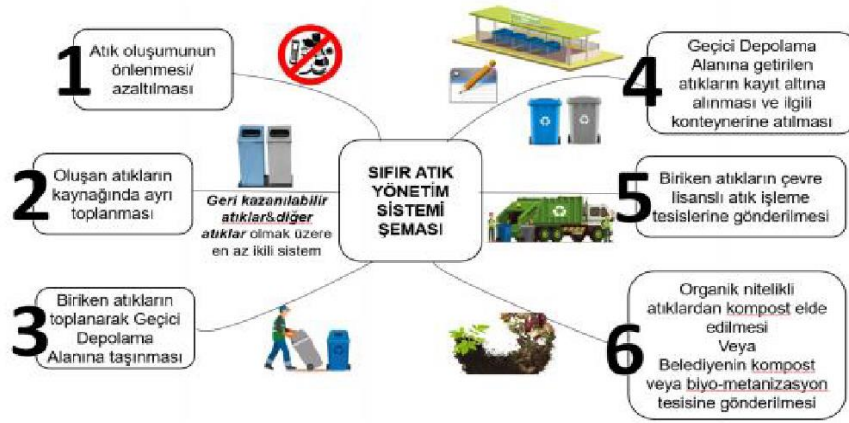 1
Atık oluşumunun
önlenmesi/
azaltılması
2
Oluşan atıkların
kaynağında ayrı
toplanması
Geri kazanılabilir
atıklar&diğer
atıklar olmak üzere
en az ikili sistem
3
Biriken atıkların
toplanarak Geçici
Depolama
Alanına taşınması
SIFIR ATIK
YÖNETİM
SİSTEMİ
ŞEMASI
4
Geçici Depolama
Alanına getirilen
atıkların kayıt altına
alınması ve ilgili
konteynerine atılması
5
Biriken atıkların çevre
lisanslı atık işleme
tesislerine gönderilmesi
6
Organik nitelikli
atıklardan kompost elde
edilmesi
Veya
Belediyenin kompost
veya biyo-metanizasyon
tesisine gönderilmesi